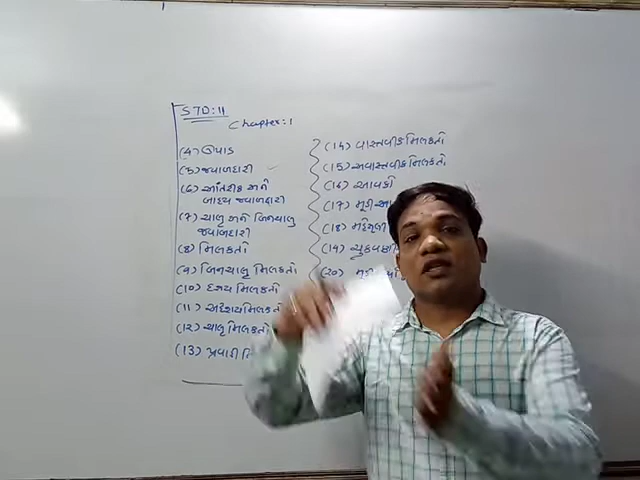 STD:11
Chapter:1
(4) ઉપાડ
(5) જવાબદારી
(6) આંતરીક અને
બાહ્ય જવાબદારી
(7) ચાલુ અને બિનચાલુ
જવાબદારી
(8) મિલકતો
(9) બિનચાલુ મિલકતો
(10) દશ્ય મિલકતો
(11) અદશ્ય મિલકતો
(12) ચાલુ મિલકતો
(13) પ્રવાહી
(14) વાસ્તવીક મિલકતો
(15) અવાસ્તવીક મિલકતો
(16) આવકો
(17) મૂડી
(18) મહેસૂલી
(19)
(20) મૂડી